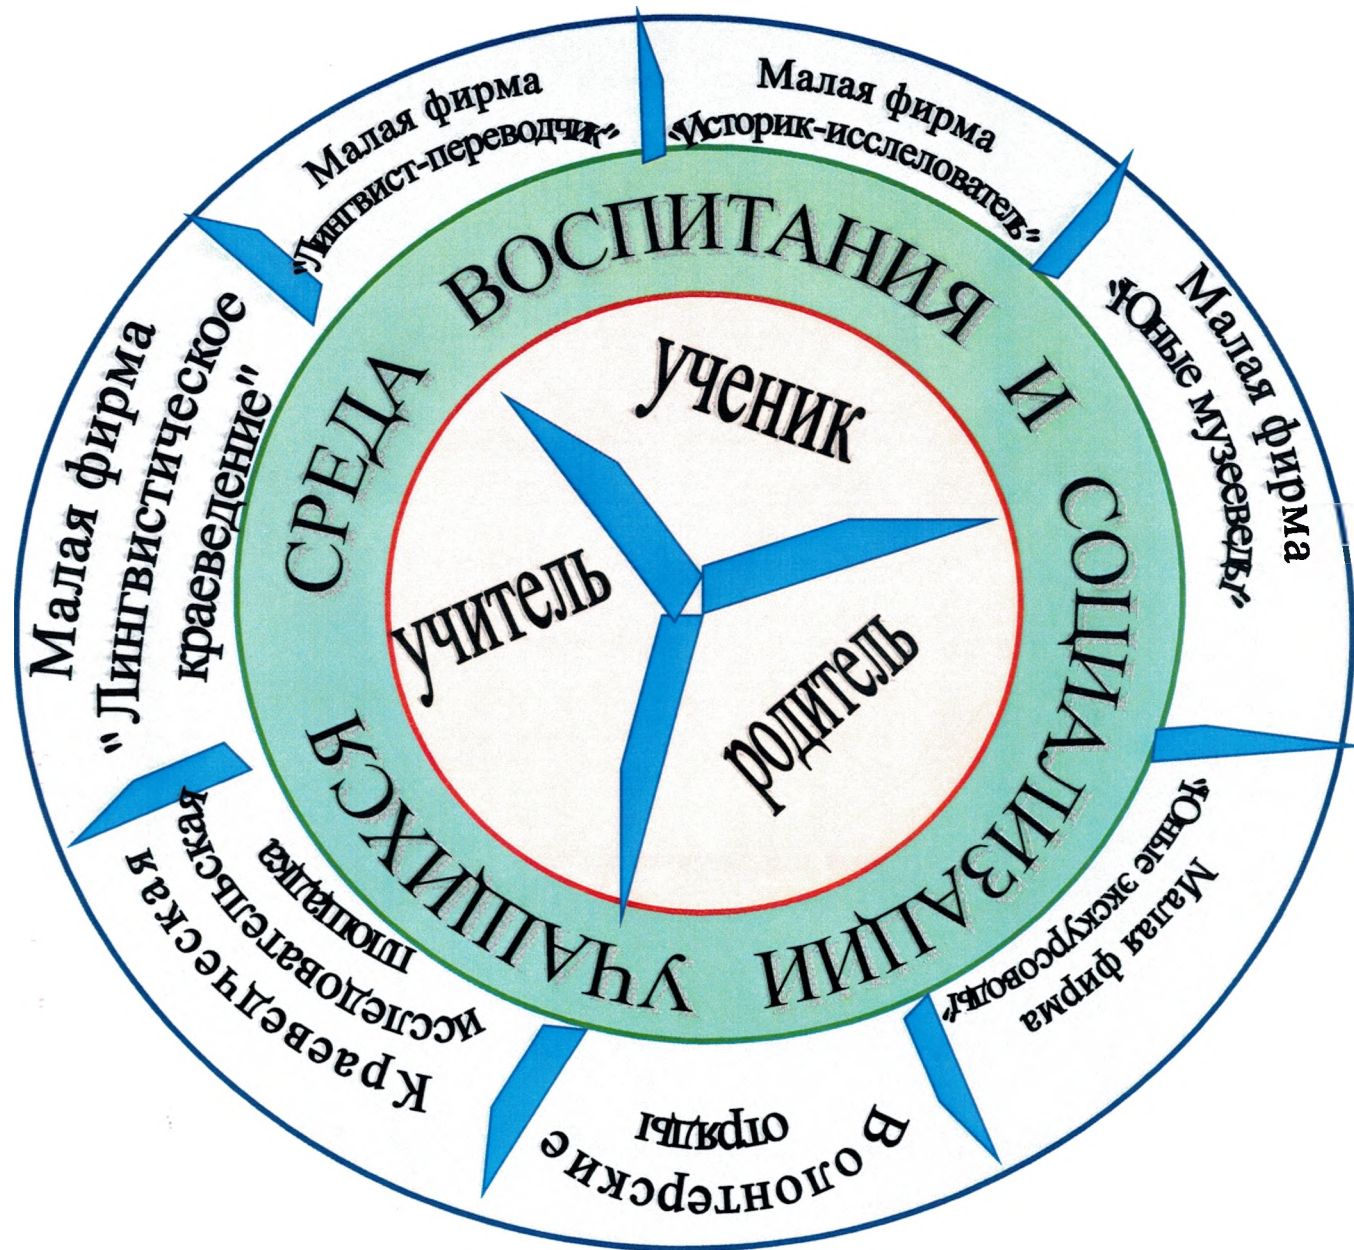 Малая фирма
"Лингвист-переводчик"
Малая фирма
"Историк-исслелователь"
Малая фирма
"Юные музееведы"
Малая фирма
"Юные экскурсоводы"
Волонтерские
отряды
Краеведческая
исследовательская
площадка
Малая фирма
"Лингвистическое
краеведение"
СРЕДА ВОСПИТАНИЯ И СОЦИАЛИЗАЦИИ УЧАЩИХСЯ
ученик
учитель
родитель